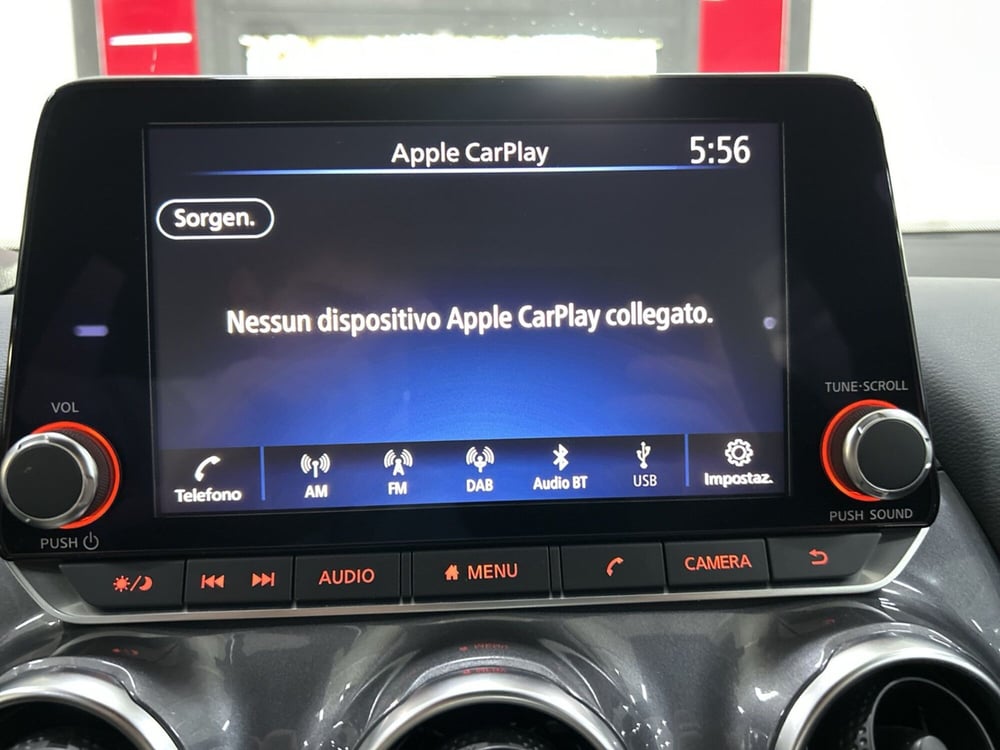 Apple CarPlay
5:56
Sorgen.
Nessun dispositivo Apple CarPlay collegato.
Telefono
AM
FM
DAB
Audio BT
USB
Impostaz.
VOL
PUSH
TUNE·SCROLL
PUSH SOUND
AUDIO
MENU
CAMERA